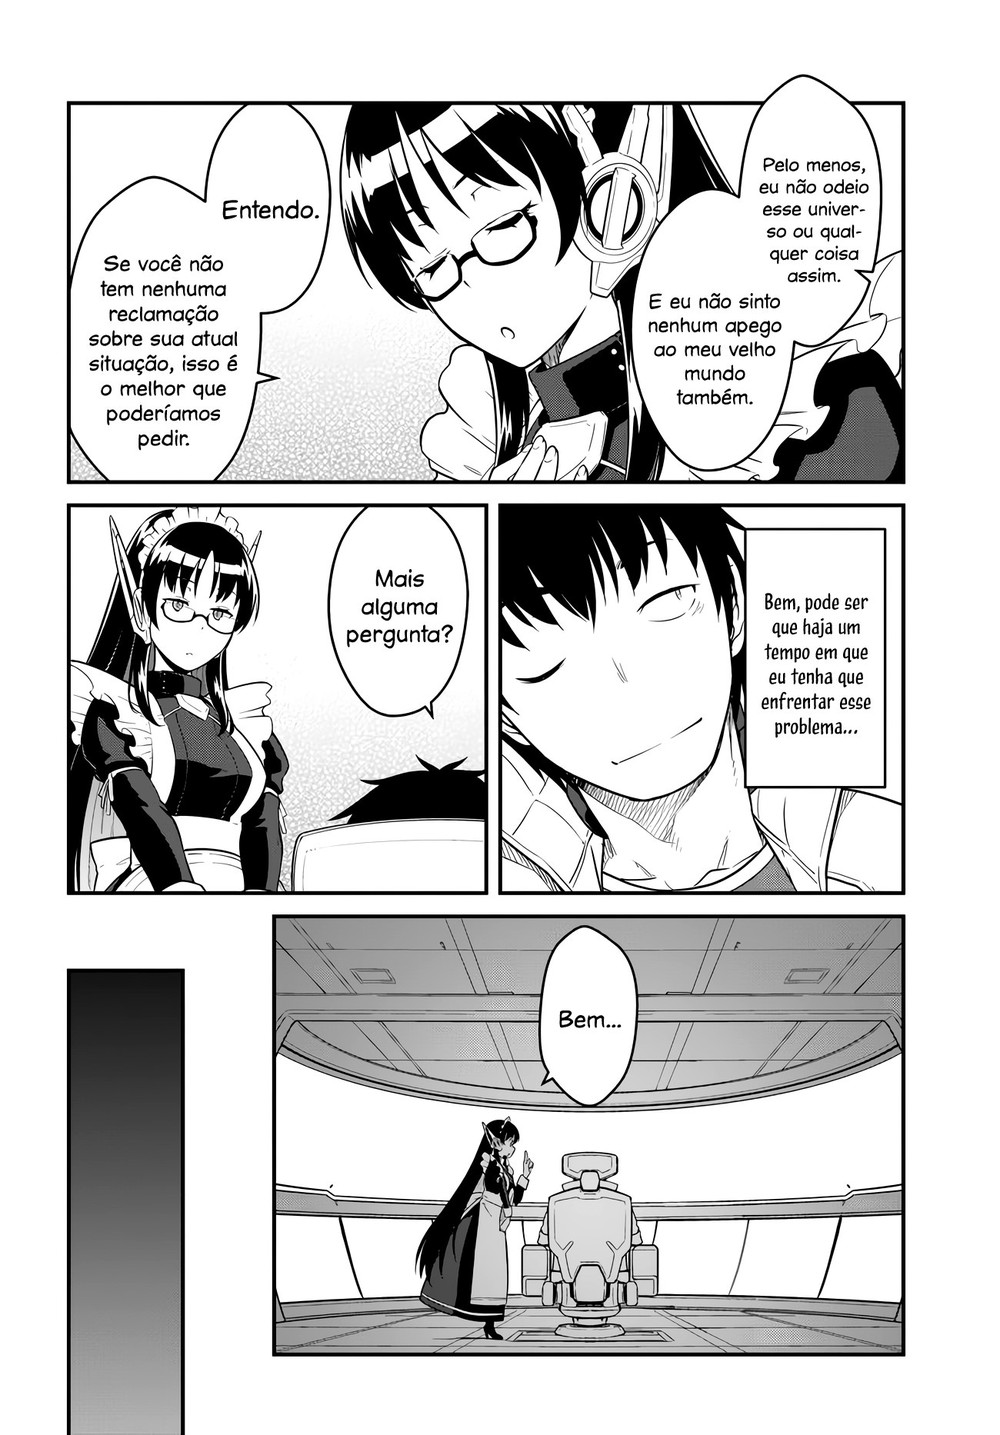 Pelo menos,
eu não odeio
esse univer-
so ou qual-
quer coisa
assim.
E eu não sinto
nenhum apego
ao meu velho
mundo
também.
Entendo.
Se você não
tem nenhuma
reclamação
sobre sua atual
situação, isso é
o melhor que
poderíamos
pedir.
Bem, pode ser
que haja um
tempo em que
eu tenha que
enfrentar esse
problema...
Mais
alguma
pergunta?
Bem...